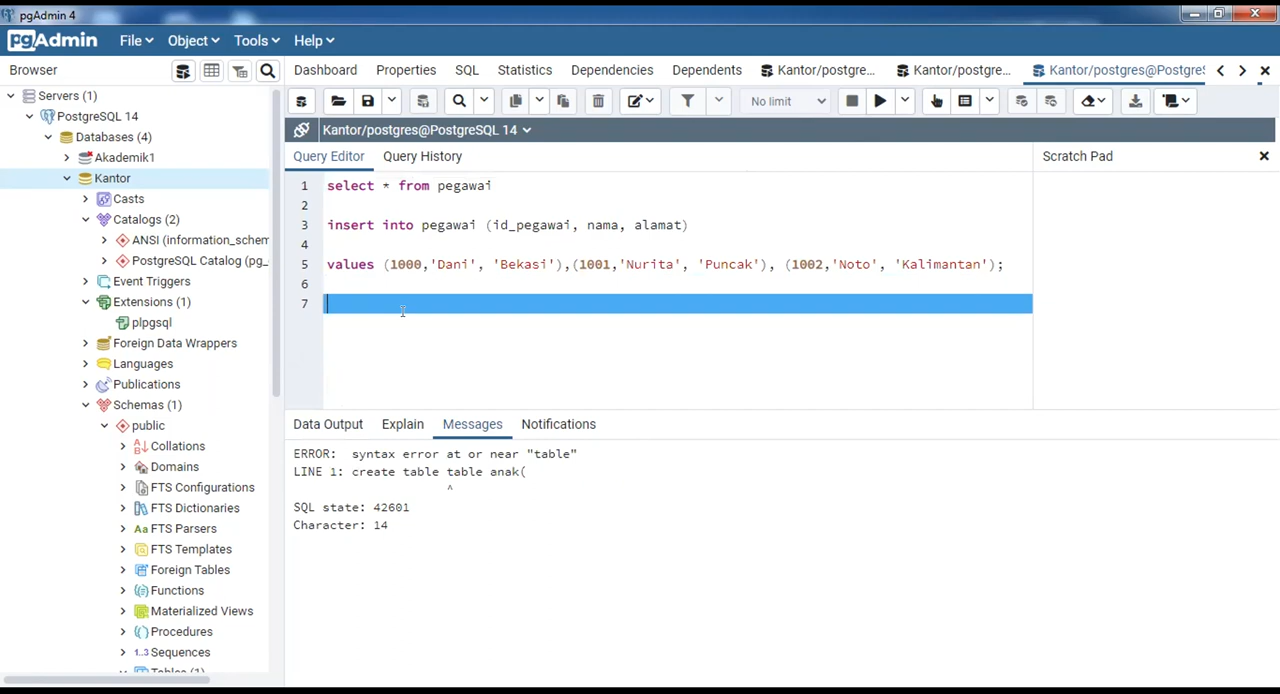 pgAdmin 4
pgAdmin File Object Tools Help
Browser Dashboard Properties SQL Statistics Dependencies Dependents Kantor/postgre... Kantor/postgre... Kantor/postgres@PostgreS
No limit
Servers (1)
PostgreSQL 14
Databases (4)
Akademik1
Kantor
Casts
Catalogs (2)
ANSI (information_schem
PostgreSQL Catalog (pg_
Event Triggers
Extensions (1)
plpgsql
Foreign Data Wrappers
Languages
Publications
Schemas (1)
public
Collations
Domains
FTS Configurations
FTS Dictionaries
Aa FTS Parsers
FTS Templates
Foreign Tables
Functions
Materialized Views
Procedures
1..3 Sequences
Tables (1)
Kantor/postgres@PostgreSQL 14
Query Editor Query History Scratch Pad
1 select * from pegawai
2
3 insert into pegawai (id_pegawai, nama, alamat)
4
5 values (1000,'Dani', 'Bekasi'),(1001,'Nurita', 'Puncak'), (1002,'Noto', 'Kalimantan');
6
7
Data Output Explain Messages Notifications
ERROR: syntax error at or near "table"
LINE 1: create table table anak(
^
SQL state: 42601
Character: 14